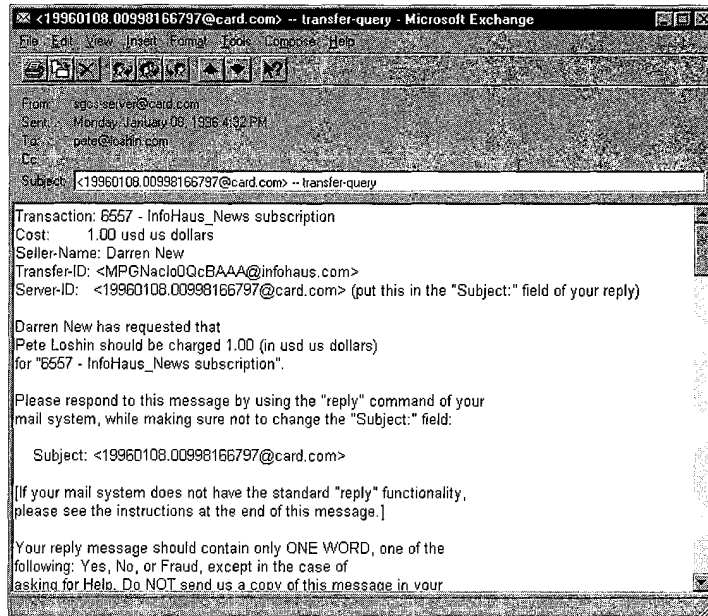 <19960108.00998166797@card.com> -- transfer-query - Microsoft Exchange
File Edit View Insert Format Tools Compose Help
From: sgcs-server@card.com
Sent: Monday, January 08, 1996 4:32 PM
To: pete@loshin.com
Cc:
Subject: <19960108.00998166797@card.com> -- transfer-query
Transaction: 6557 - InfoHaus_News subscription
Cost: 1.00 usd us dollars
Seller-Name: Darren New
Transfer-ID: <MPGNaclo0QcBAAA@infohaus.com>
Server-ID: <19960108.00998166797@card.com> (put this in the "Subject:" field of your reply)
Darren New has requested that
Pete Loshin should be charged 1.00 (in usd us dollars)
for "6557 - InfoHaus_News subscription".
Please respond to this message by using the "reply" command of your
mail system, while making sure not to change the "Subject:" field:
Subject: <19960108.00998166797@card.com>
[If your mail system does not have the standard "reply" functionality,
please see the instructions at the end of this message.]
Your reply message should contain only ONE WORD, one of the
following: Yes, No, or Fraud, except in the case of
asking for Help. Do NOT send us a copy of this message in your